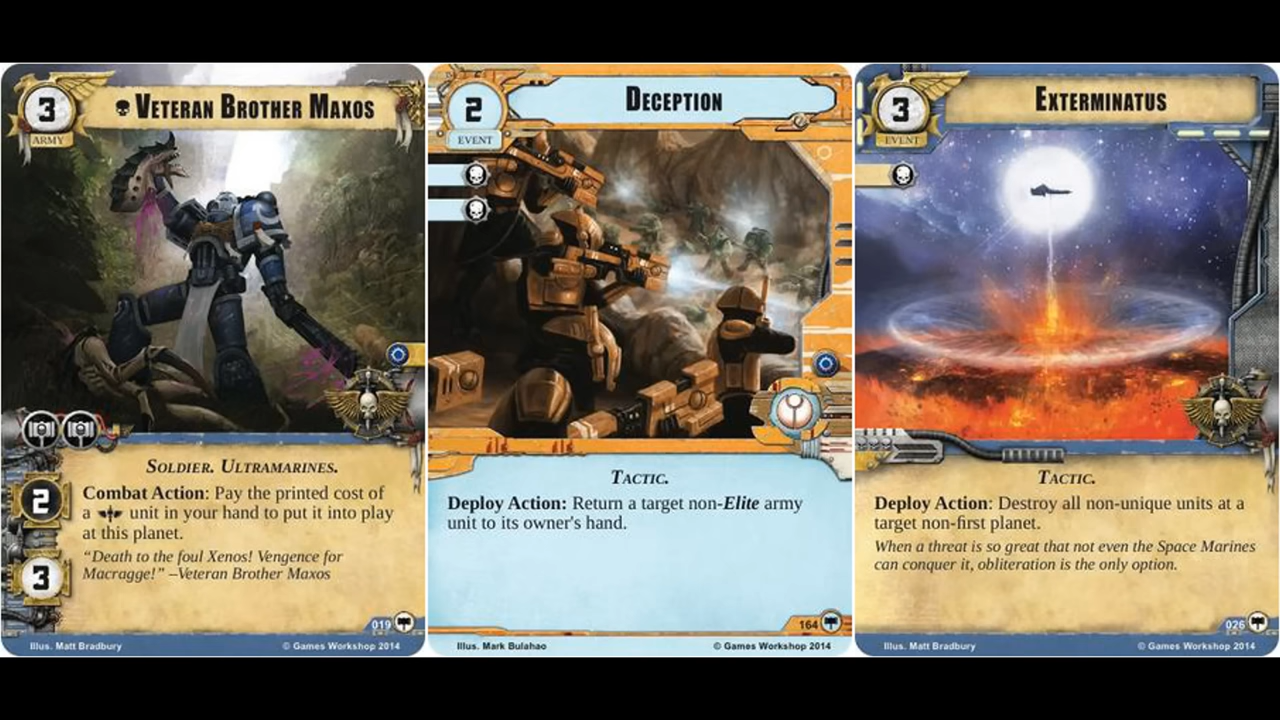 3
ARMY
VETERAN BROTHER MAXOS
SOLDIER. ULTRAMARINES.
2
3
Combat Action: Pay the printed cost of
a unit in your hand to put it into play
at this planet.
“Death to the foul Xenos! Vengence for
Macragge!” –Veteran Brother Maxos
019
Illus. Matt Bradbury
© Games Workshop 2014
2
EVENT
DECEPTION
TACTIC.
Deploy Action: Return a target non-Elite army
unit to its owner's hand.
164
Illus. Mark Bulahao
© Games Workshop 2014
3
EVENT
EXTERMINATUS
TACTIC.
Deploy Action: Destroy all non-unique units at a
target non-first planet.
When a threat is so great that not even the Space Marines
can conquer it, obliteration is the only option.
026
Illus. Matt Bradbury
© Games Workshop 2014